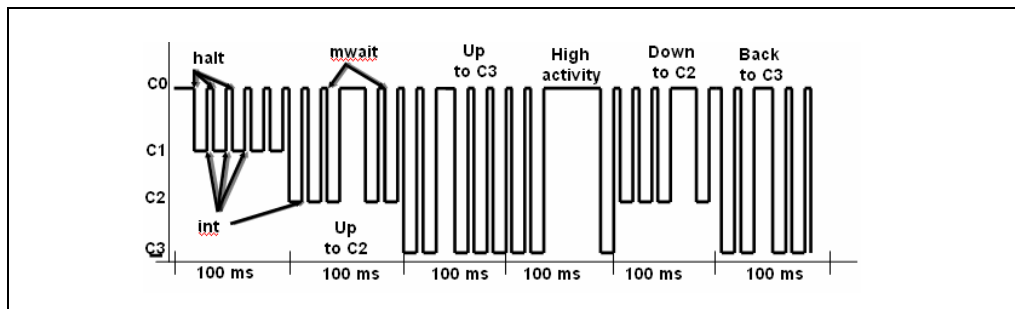 halt
mwait
Up
to C3
High
activity
Down
to C2
Back
to C3
C0
C1
C2
C3
int
Up
to C2
100 ms
100 ms
100 ms
100 ms
100 ms
100 ms